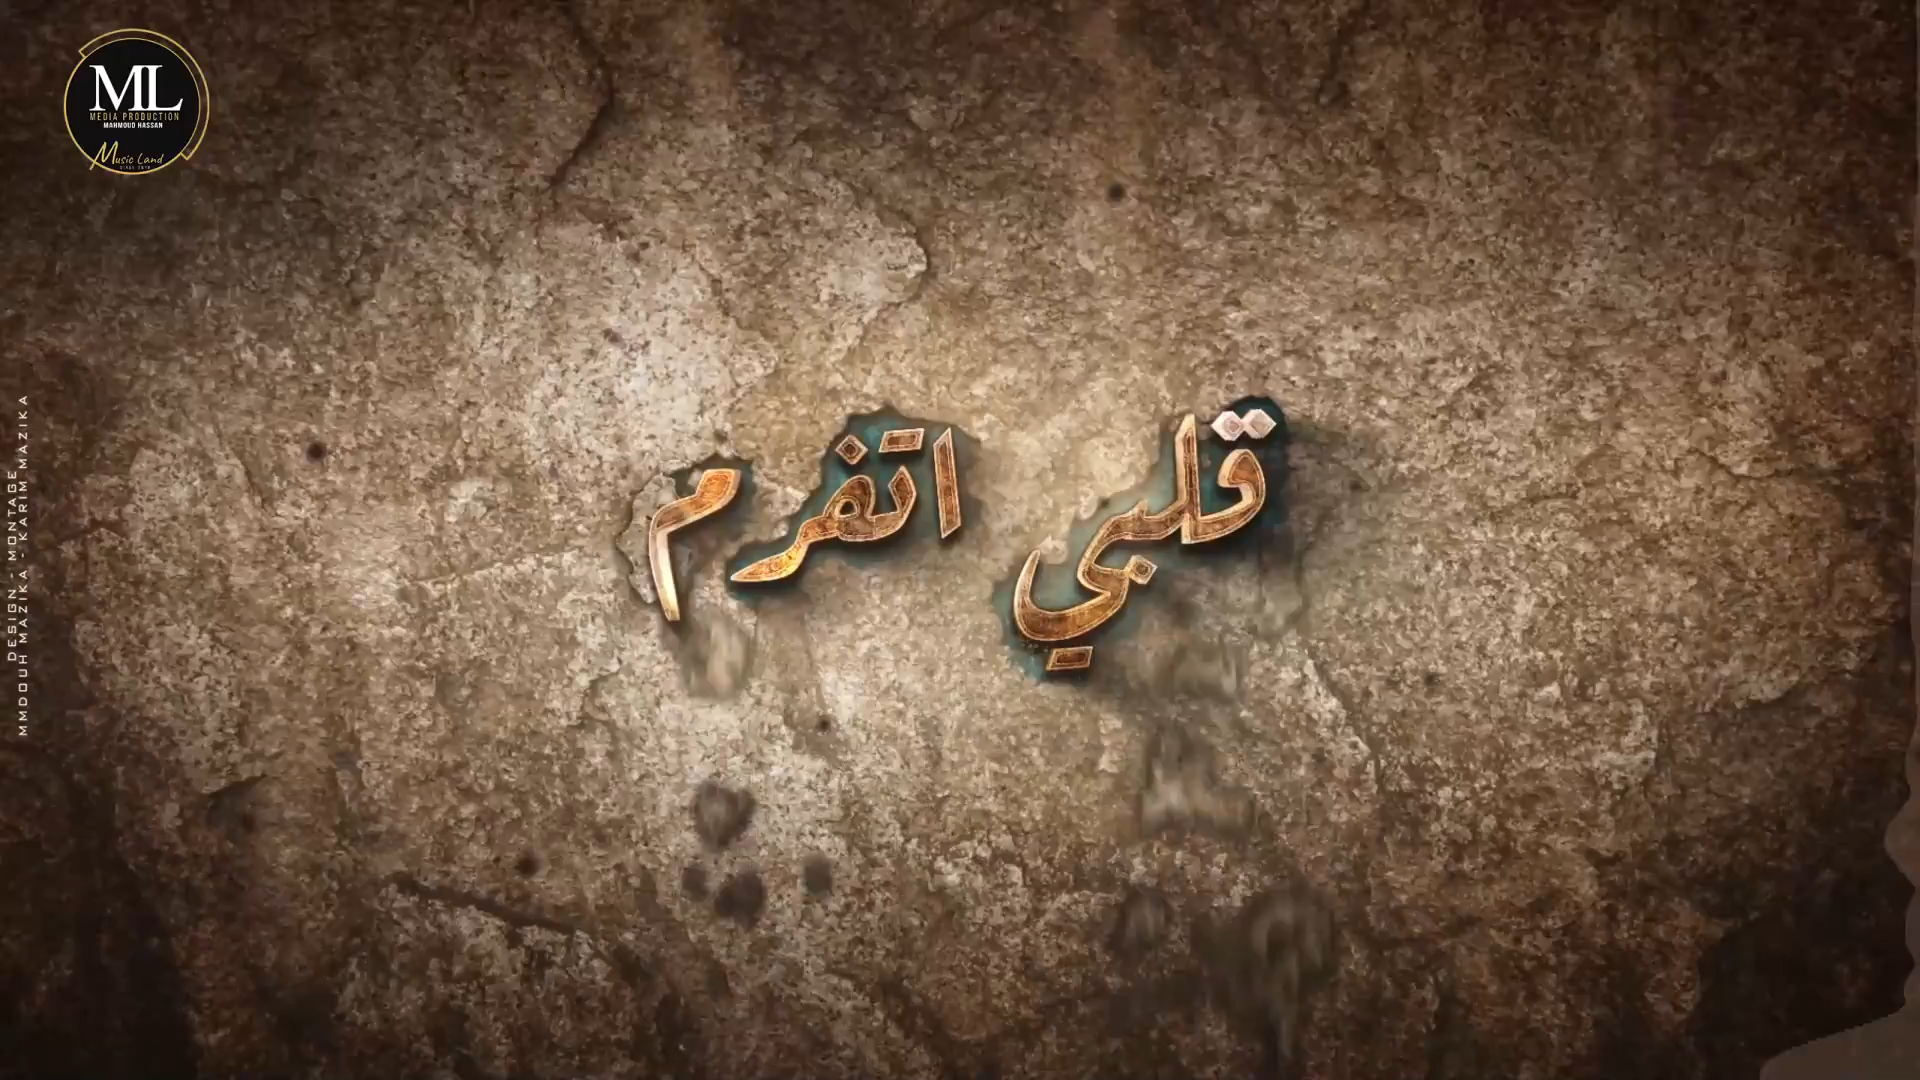 ML
MEDIA PRODUCTION
MAHMOUD HASSAN
Music Land
قلبي اتفرم
DESIGN - MONTAGE
MMDOUH MAZIKA - KARIM MAZIKA